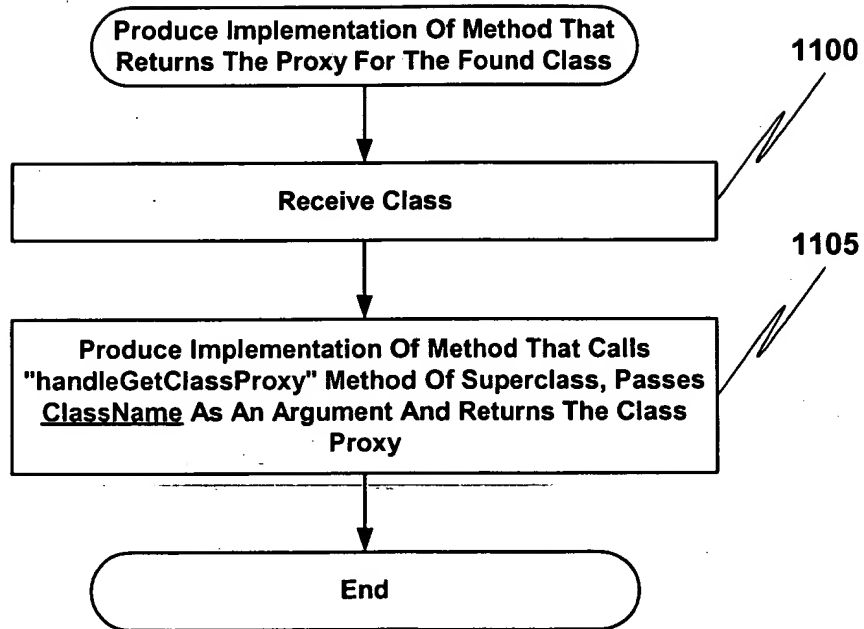 Produce Implementation Of Method That
Returns The Proxy For The Found Class
1100
Receive Class
1105
Produce Implementation Of Method That Calls
"handleGetClassProxy" Method Of Superclass, Passes
ClassName As An Argument And Returns The Class
Proxy
End